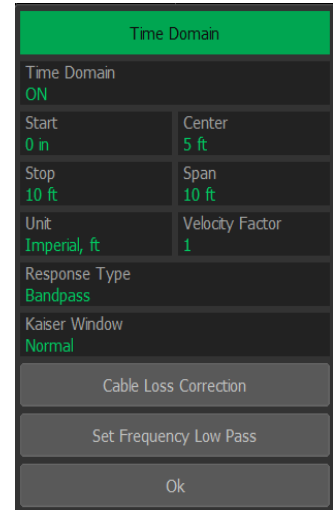 Time Domain
Time Domain
ON
Start
0 in
Center
5 ft
Stop
10 ft
Span
10 ft
Unit
Imperial, ft
Velocity Factor
1
Response Type
Bandpass
Kaiser Window
Normal
Cable Loss Correction
Set Frequency Low Pass
Ok